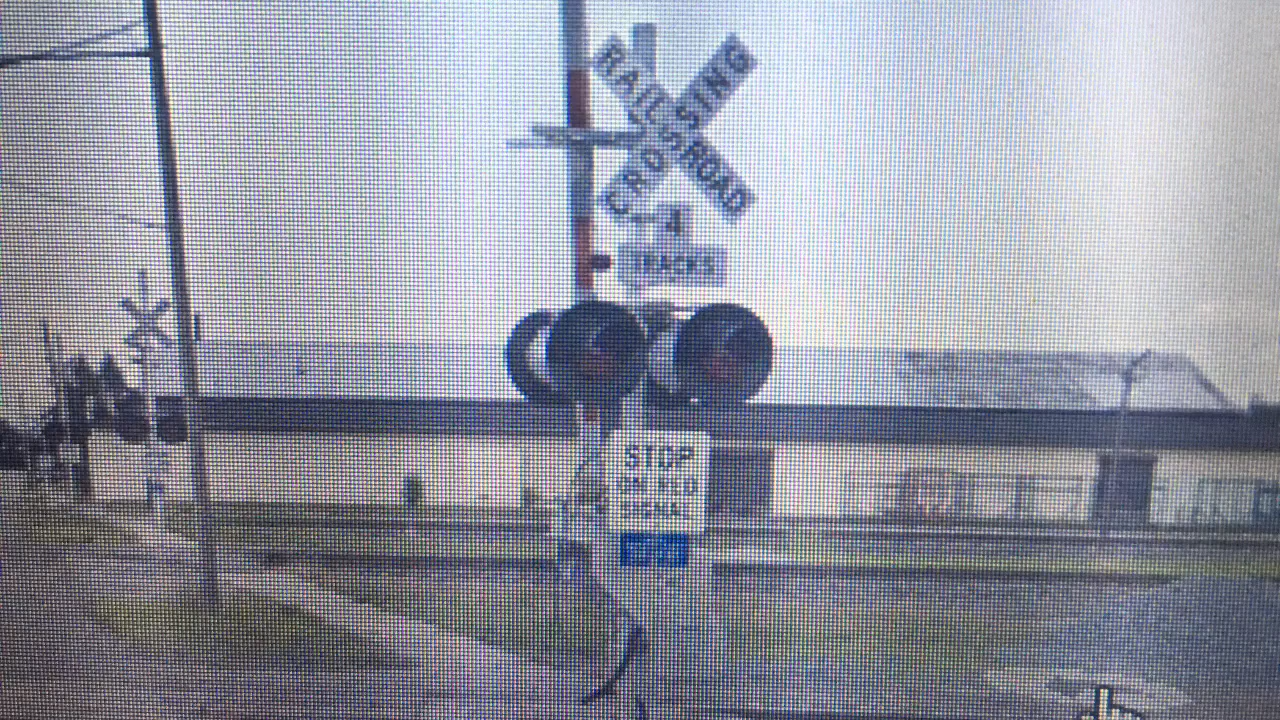 RAILROAD
CROSSING
4
TRACKS
STOP
ON RED
SIGNAL